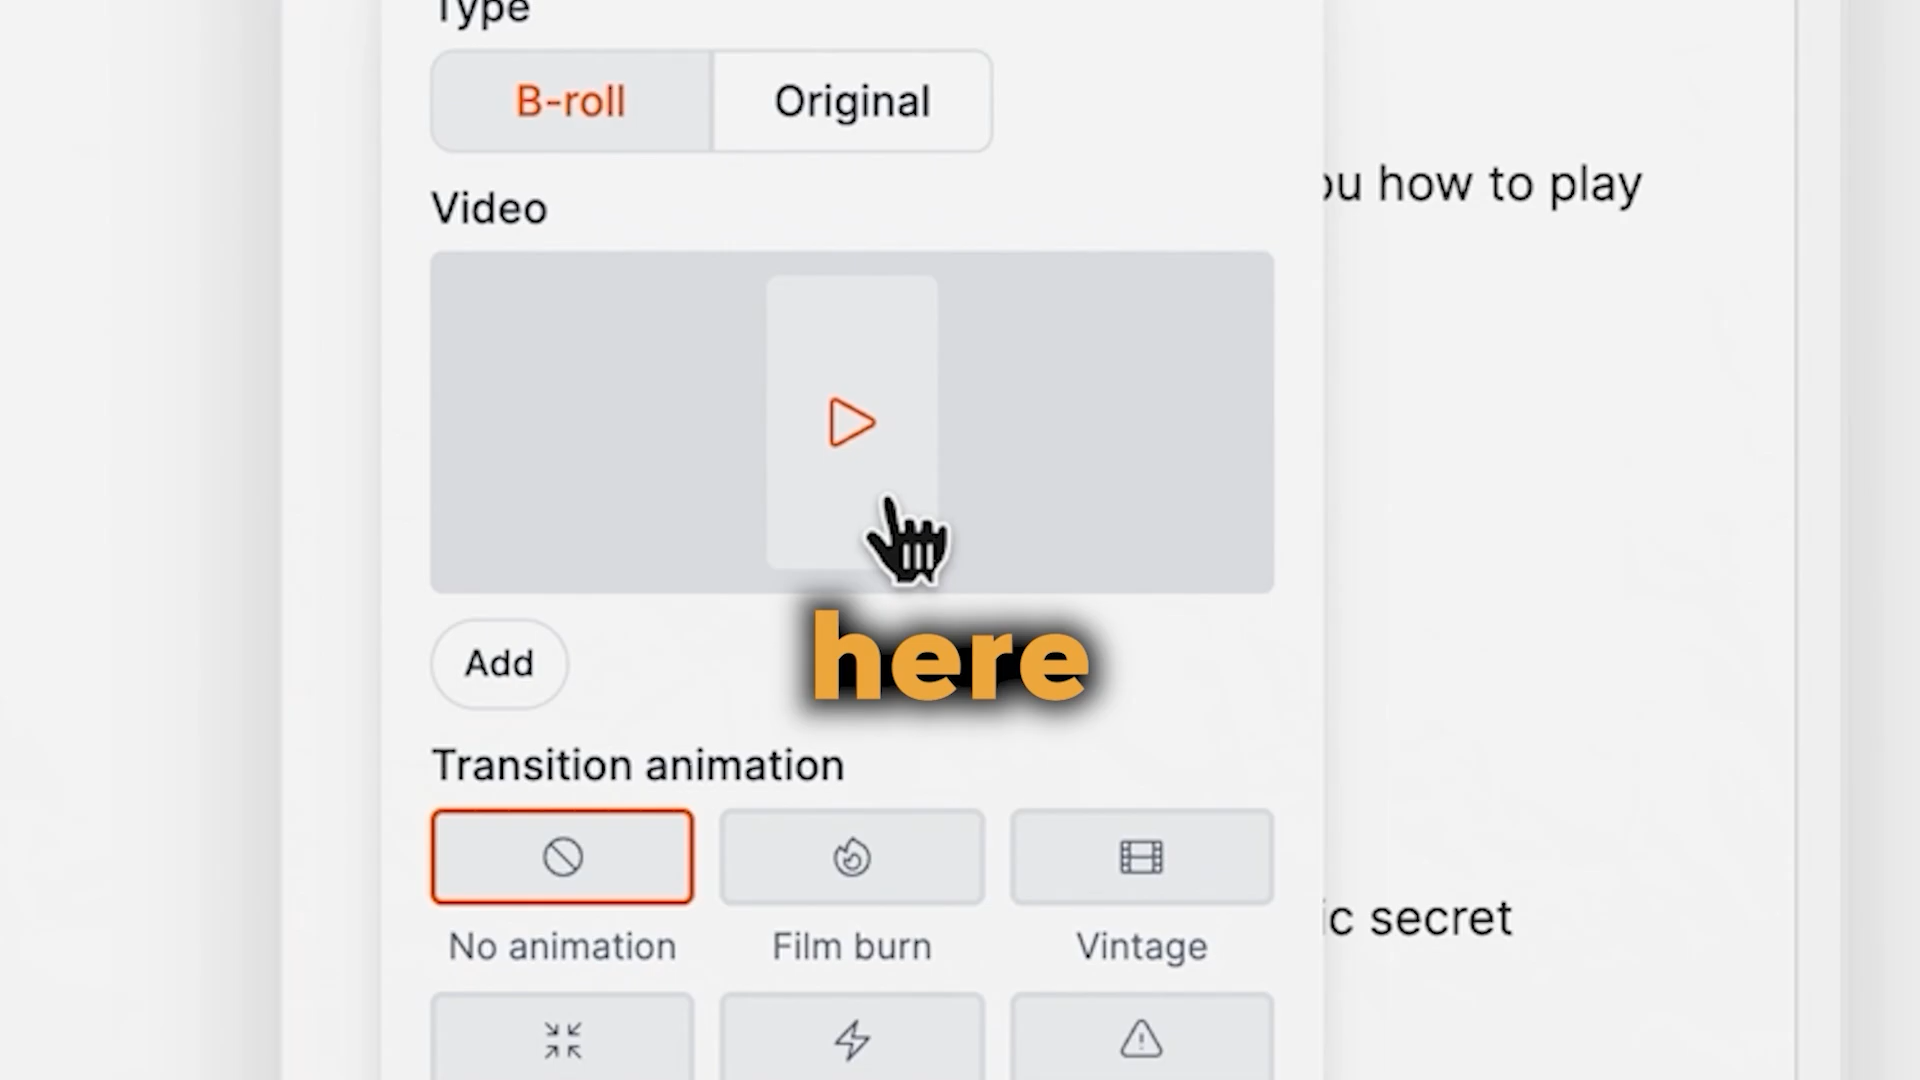 Type
B-roll Original
ou how to play
Video
here
Add
Transition animation
No animation Film burn Vintage
ic secret